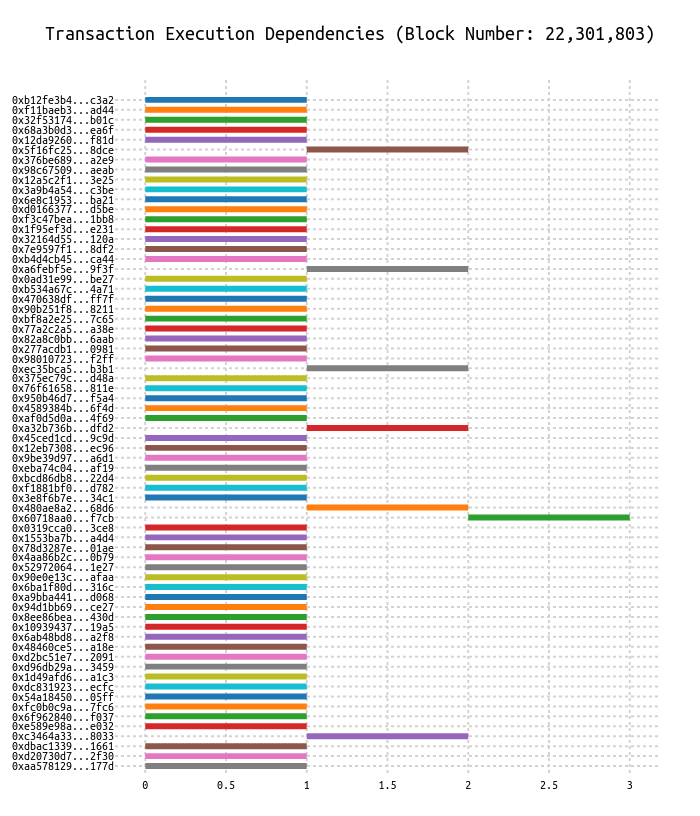 Transaction Execution Dependencies (Block Number: 22,301,803)
0xb12fe3b4...c3a2
0xf11baeb3...ad44
0x32f53174...b01c
0x68a3b0d3...ea6f
0x12da9260...f81d
0x5f16fc25...8dce
0x376be689...a2e9
0x98c67509...aeab
0x12a5c2f1...3e25
0x3a9b4a54...c3be
0x6e8c1953...ba21
0xd0166377...d5be
0xf3c47bea...1bb8
0x1f95ef3d...e231
0x32164d55...120a
0x7e9597f1...8df2
0xb4d4cb45...ca44
0xa6febf5e...9f3f
0x0ad31e99...be27
0xb534a67c...4a71
0x470638df...ff7f
0x90b251f8...8211
0xbf8a2e25...7c65
0x77a2c2a5...a38e
0x82a8c0bb...6aab
0x277acdb1...0981
0x98010723...f2ff
0xec35bca5...b3b1
0x375ec79c...d48a
0x76f61658...811e
0x950b46d7...f5a4
0x4589384b...6f4d
0xaf0d5d0a...4f69
0xa32b736b...dfd2
0x45ced1cd...9c9d
0x12eb7308...ec96
0x9be39d97...a6d1
0xeba74c04...af19
0xbcd86db8...22d4
0xf1881bf0...d782
0x3e8f6b7e...34c1
0x480ae8a2...68d6
0x60718aa0...f7cb
0x0319cca0...3ce8
0x1553ba7b...a4d4
0x78d3287e...01ae
0x4aa86b2c...0b79
0x52972064...1e27
0x90e0e13c...afaa
0x6ba1f80d...316c
0xa9bba441...d068
0x94d1bb69...ce27
0x8ee86bea...430d
0x10939437...19a5
0x6ab48bd8...a2f8
0x48460ce5...a18e
0xd2bc51e7...2091
0xd96db29a...3459
0x1d49afd6...a1c3
0xdc831923...ecfc
0x54a18450...05ff
0xfc0b0c9a...7fc6
0x6f962840...f037
0xe589e98a...e032
0xc3464a33...8033
0xdbac1339...1661
0xd20730d7...2f30
0xaa578129...177d
0 0.5 1 1.5 2 2.5 3